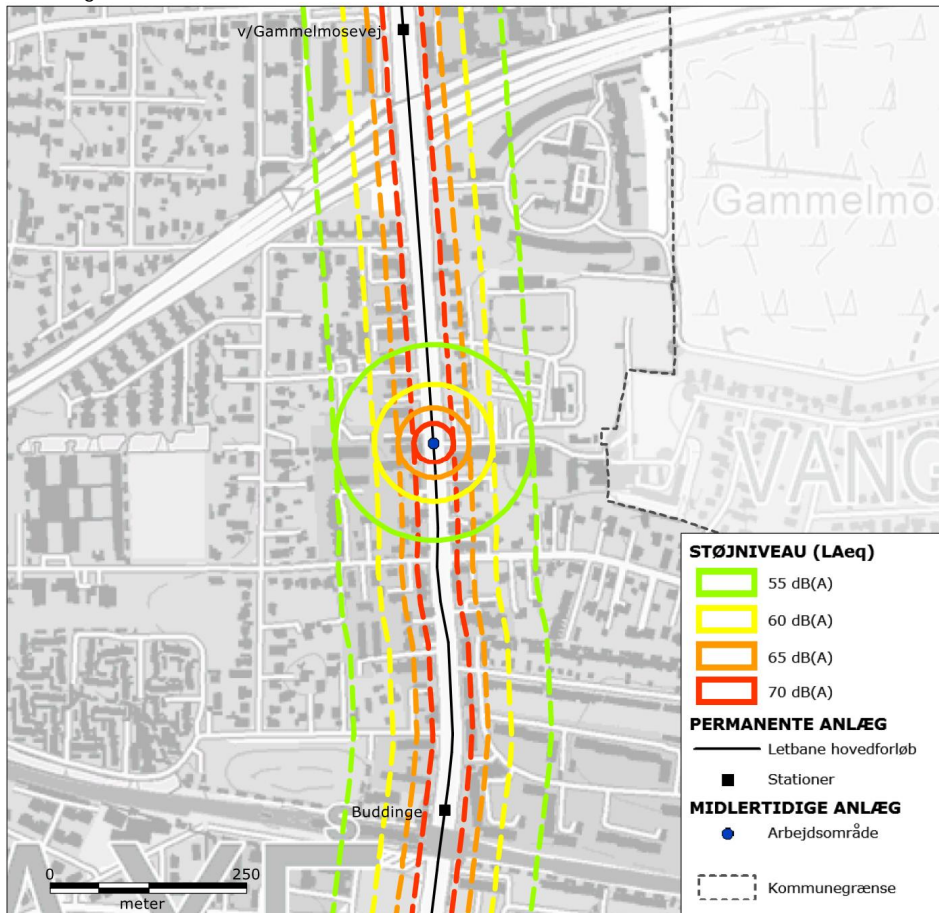 v/Gammelmosevej
Gammelmos
VANG
Buddinge
S
0
250
meter
STØJNIVEAU (LAeq)
55 dB(A)
60 dB(A)
65 dB(A)
70 dB(A)
PERMANENTE ANLÆG
Letbane hovedforløb
Stationer
MIDLERTIDIGE ANLÆG
Arbejdsområde
Kommunegrænse